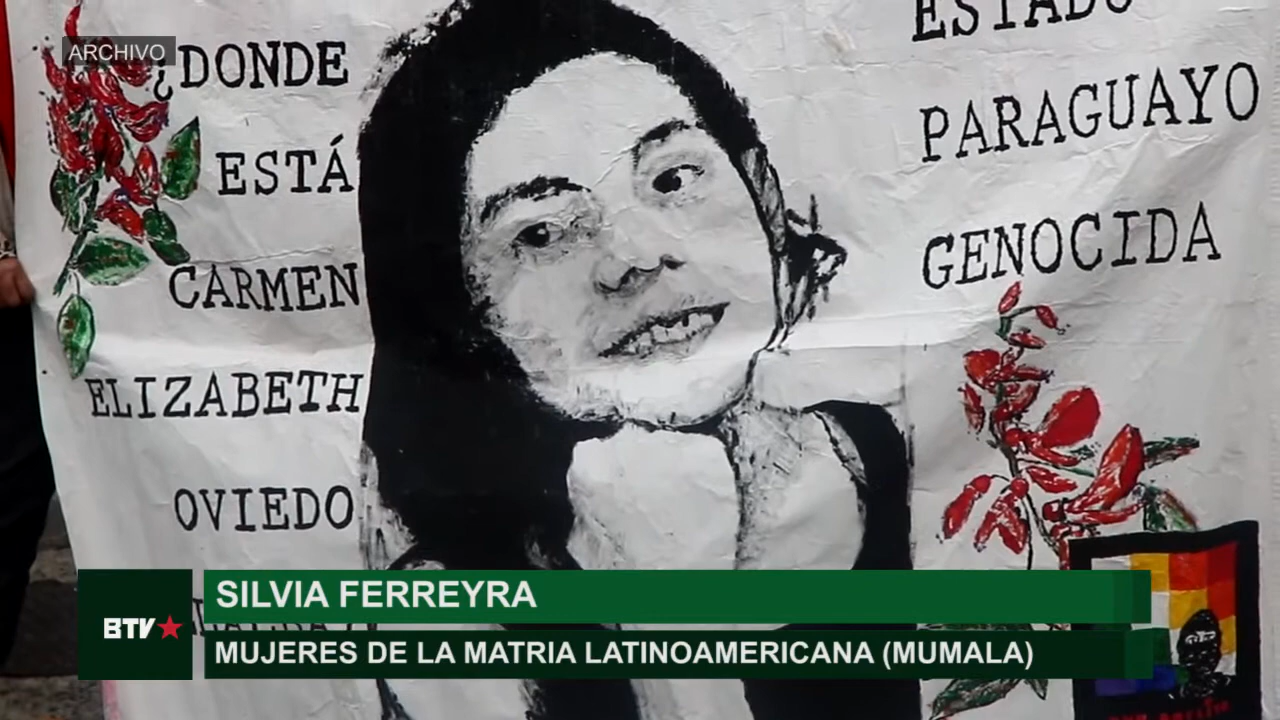 ARCHIVO
¿DONDE
ESTÁ
CARMEN
ELIZABETH
OVIEDO
ESTADO
PARAGUAYO
GENOCIDA
BTV
SILVIA FERREYRA
MUJERES DE LA MATRIA LATINOAMERICANA (MUMALA)